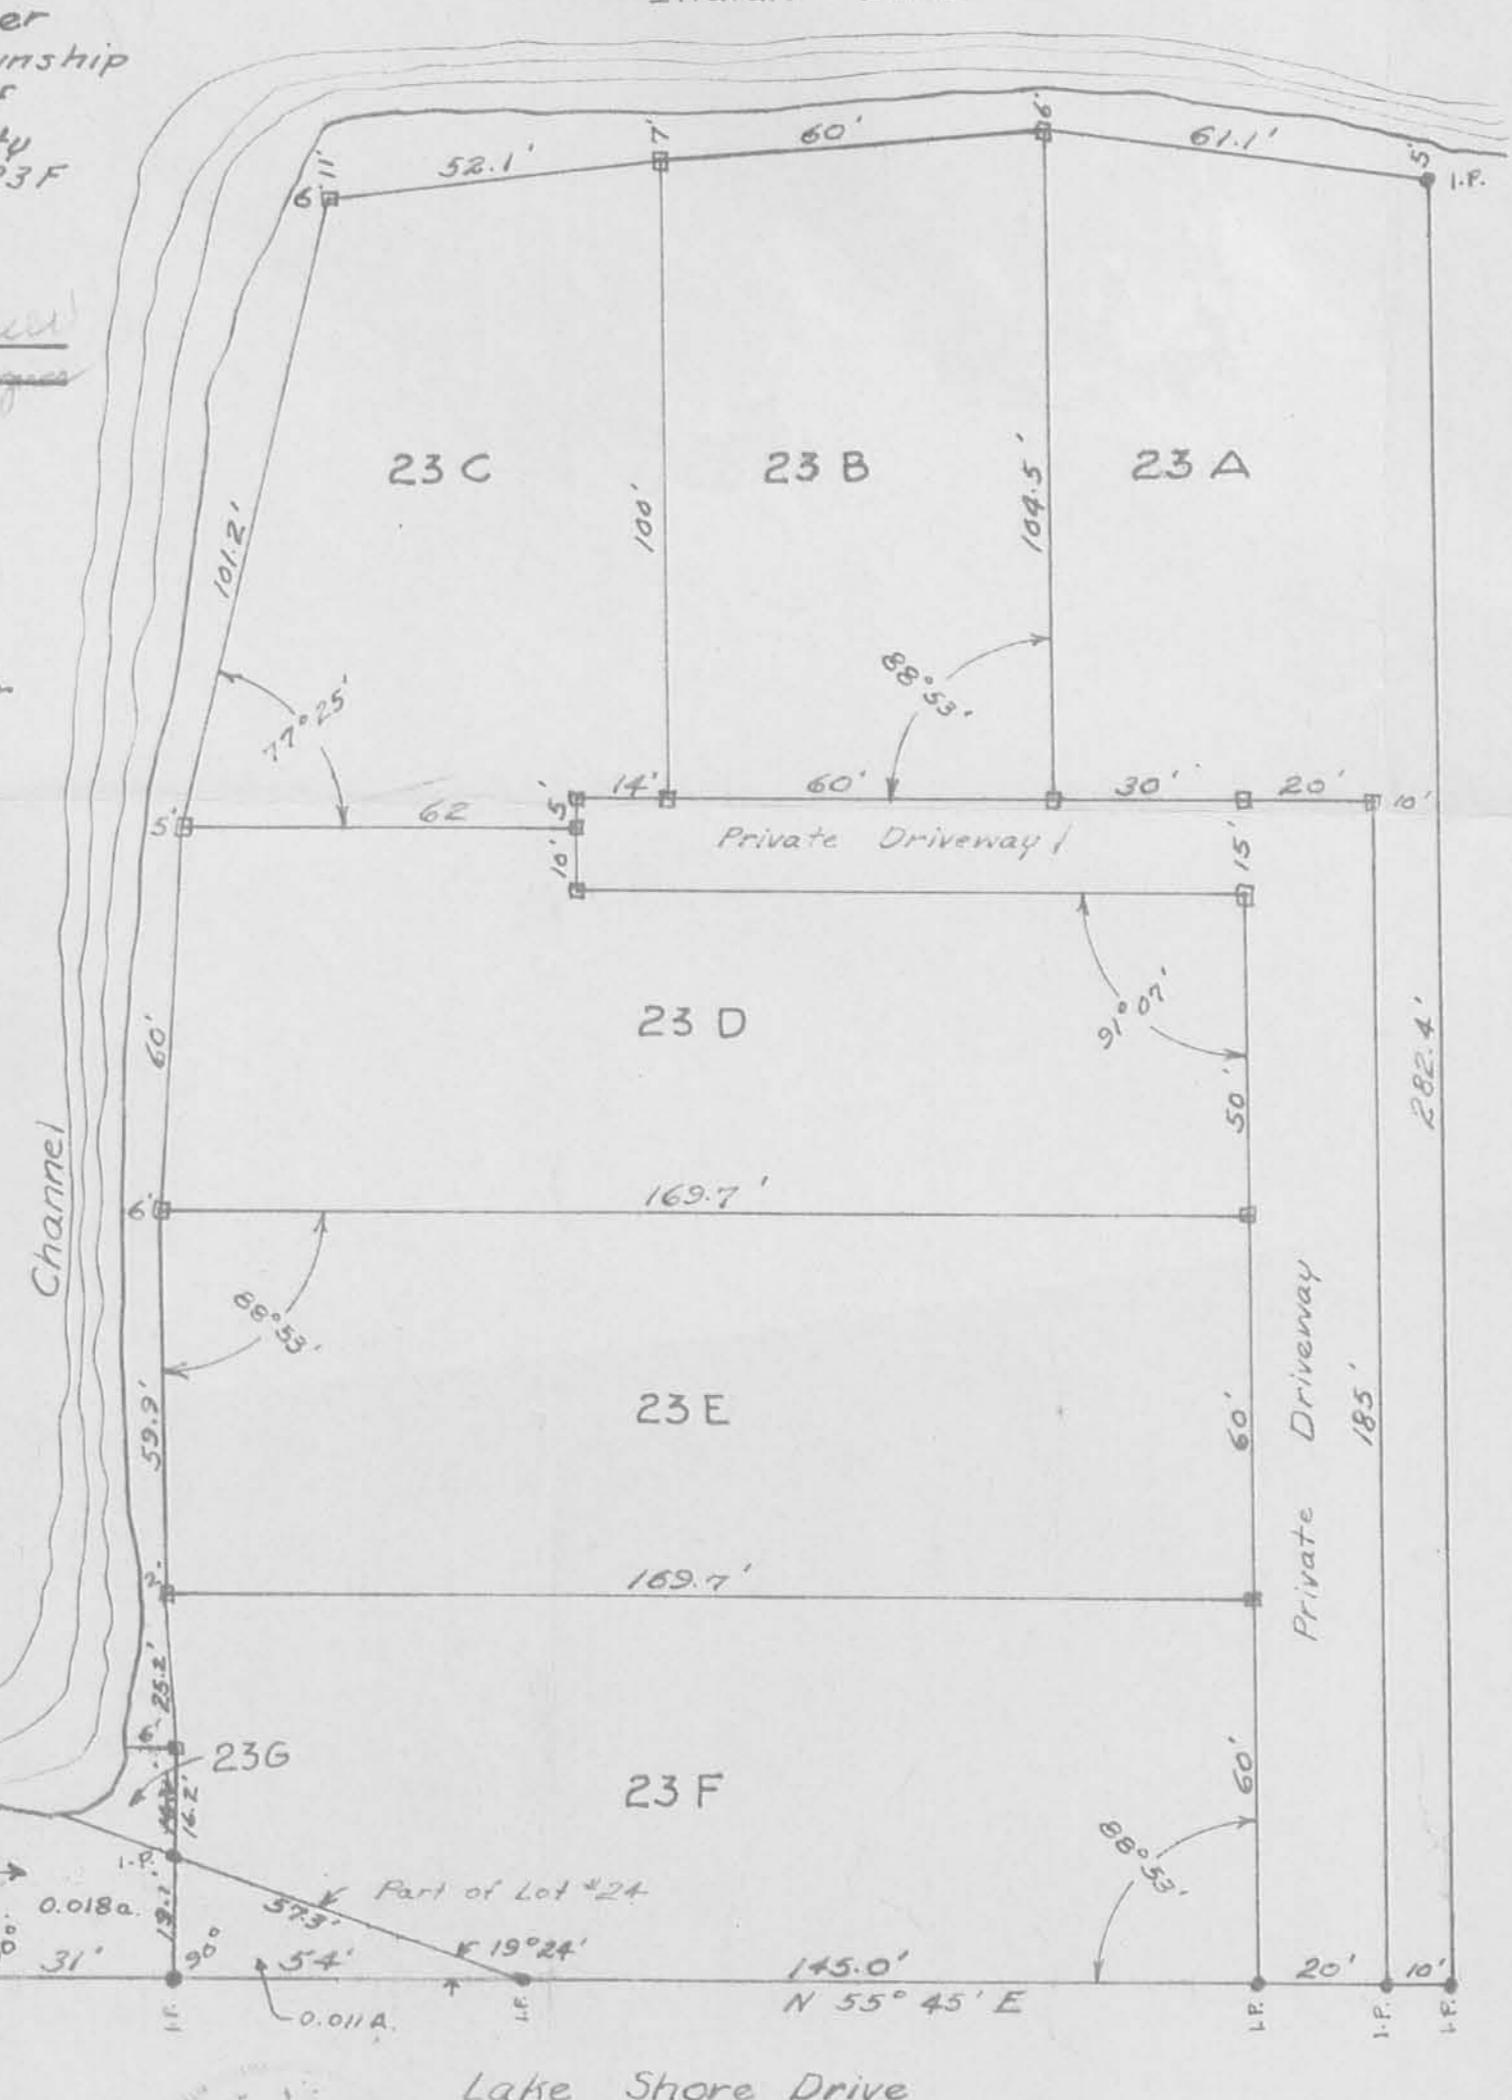 er
nship
23F
52.1'
7'
60'
6'
61.1'
5'
I.P.
6'
11'
23 C
23 B
23 A
101.2'
100'
104.5'
77°25'
88°53'
5'
62
5'
14'
60'
30'
20'
10'
10'
Private Driveway
15'
60'
23 D
91°07'
50'
282.4'
Channel
6'
169.7'
88°53'
59.9'
23 E
60'
Private Driveway
185'
169.7'
25.2'
23G
16.2'
23 F
60'
88°53'
I.P.
0.018a.
Part of Lot #24
57.3'
31'
90°
54'
19°24'
145.0'
20'
10'
N 55° 45' E
I.P.
0.011A.
I.P.
I.P.
I.P.
I.P.
Lake Shore Drive